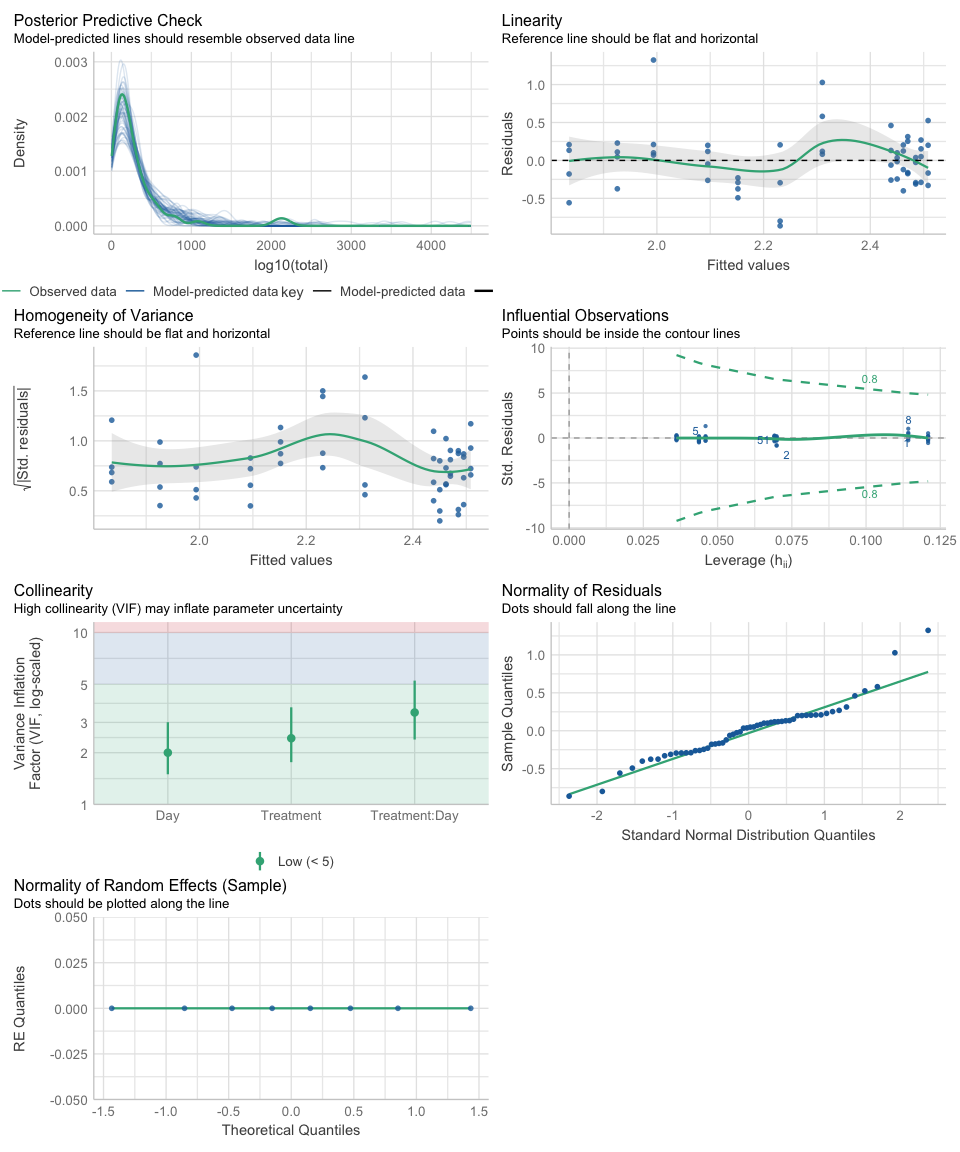 Posterior Predictive Check
Model-predicted lines should resemble observed data line
0.003
0.002
0.001
0.000
Density
0
1000
2000
3000
4000
log10(total)
Observed data
Model-predicted data
key
Model-predicted data
Linearity
Reference line should be flat and horizontal
1.0
0.5
0.0
-0.5
Residuals
2.0
2.2
2.4
Fitted values
Homogeneity of Variance
Reference line should be flat and horizontal
1.5
1.0
0.5
√|Std. residuals|
2.0
2.2
2.4
Fitted values
Influential Observations
Points should be inside the contour lines
10
5
0
-5
-10
Std. Residuals
0.8
0.8
5
51
2
8
0.000
0.025
0.050
0.075
0.100
0.125
Leverage (hii)
Collinearity
High collinearity (VIF) may inflate parameter uncertainty
10
5
3
2
1
Variance Inflation
Factor (VIF, log-scaled)
Day
Treatment
Treatment:Day
Low (< 5)
Normality of Residuals
Dots should fall along the line
1.0
0.5
0.0
-0.5
Sample Quantiles
-2
-1
0
1
2
Standard Normal Distribution Quantiles
Normality of Random Effects (Sample)
Dots should be plotted along the line
0.050
0.025
0.000
-0.025
-0.050
RE Quantiles
-1.5
-1.0
-0.5
0.0
0.5
1.0
1.5
Theoretical Quantiles